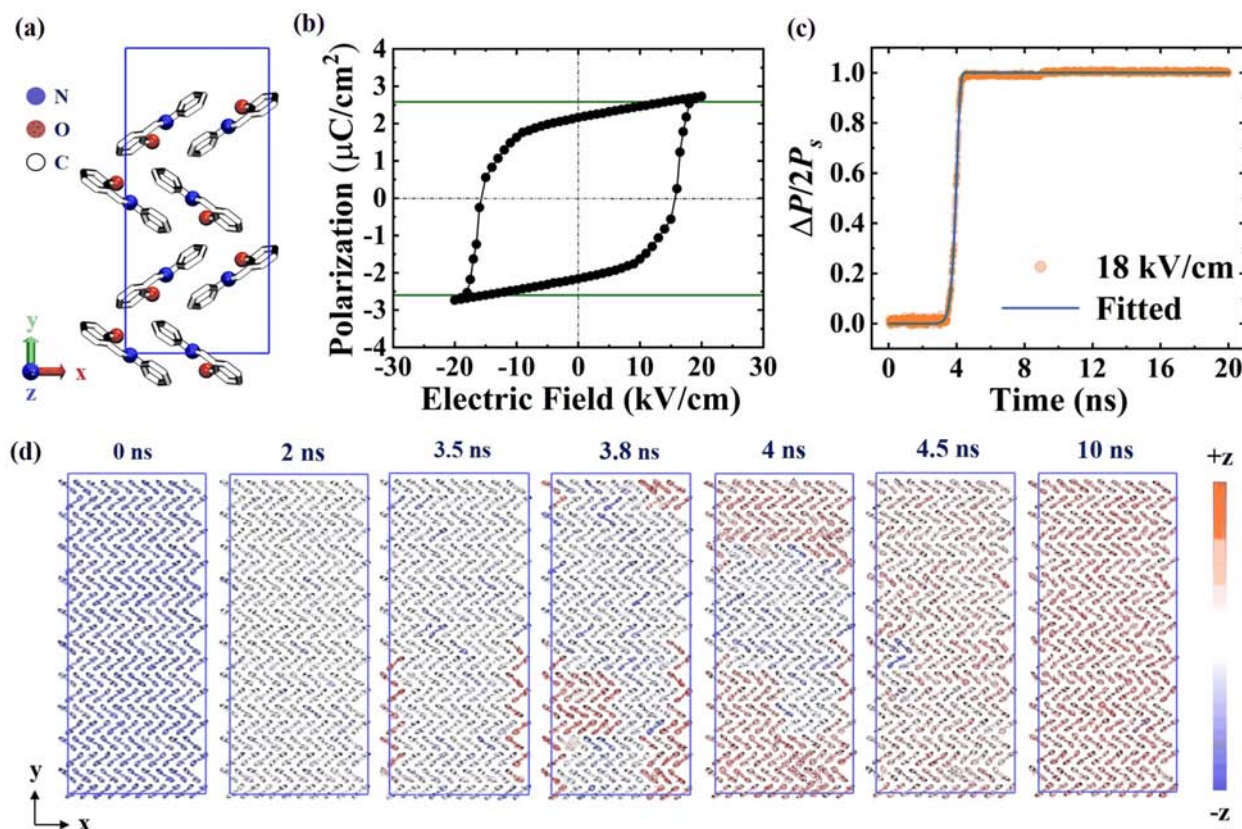 (a)
N
O
C
y
x
z
(b)
Polarization (μC/cm²)
4
3
2
1
0
-1
-2
-3
-4
-30 -20 -10 0 10 20 30
Electric Field (kV/cm)
(c)
ΔP/2Pₛ
1.0
0.8
0.6
0.4
0.2
0.0
18 kV/cm
Fitted
0 4 8 12 16 20
Time (ns)
(d)
0 ns 2 ns 3.5 ns 3.8 ns 4 ns 4.5 ns 10 ns
+z
-z
y
x